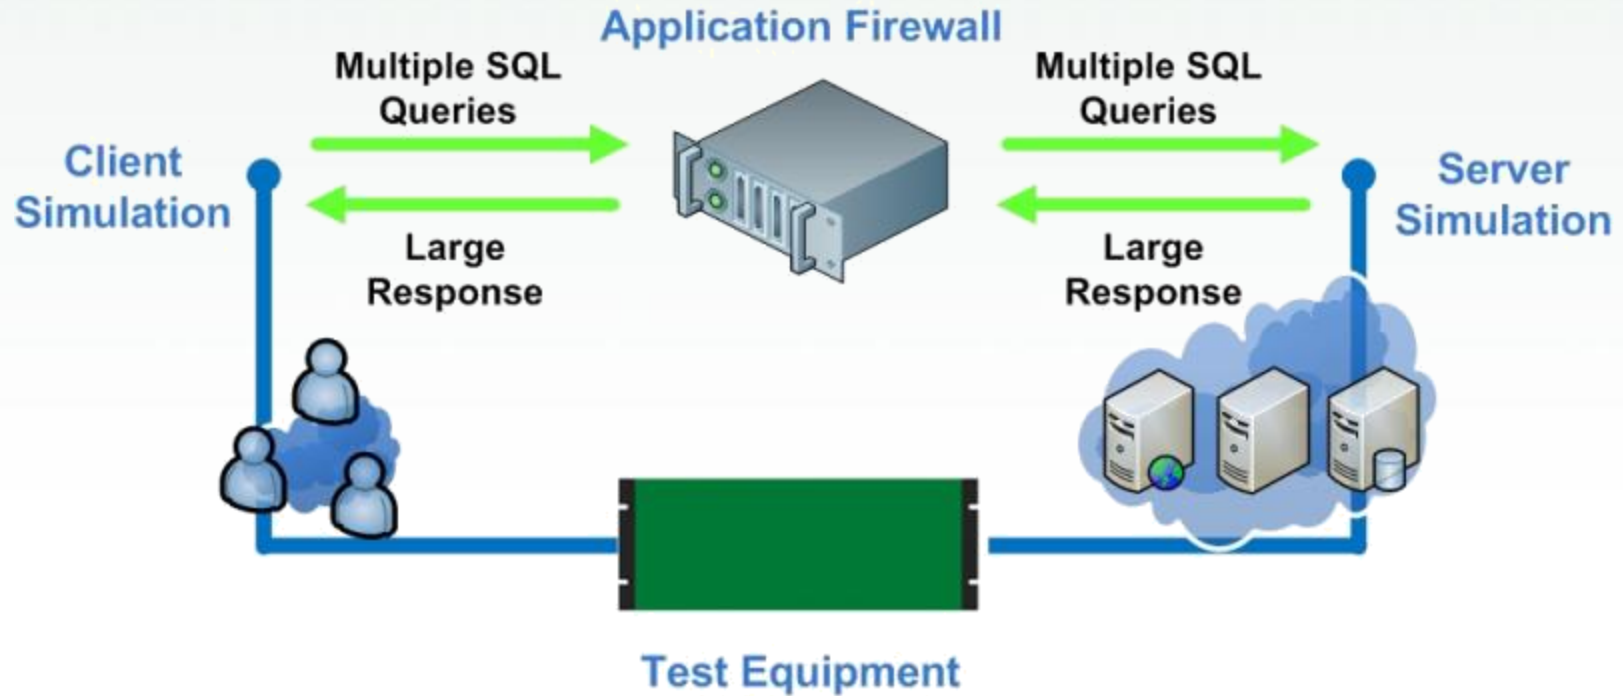 Application Firewall
Multiple SQL
Queries
Multiple SQL
Queries
Client
Simulation
Server
Simulation
Large
Response
Large
Response
Test Equipment